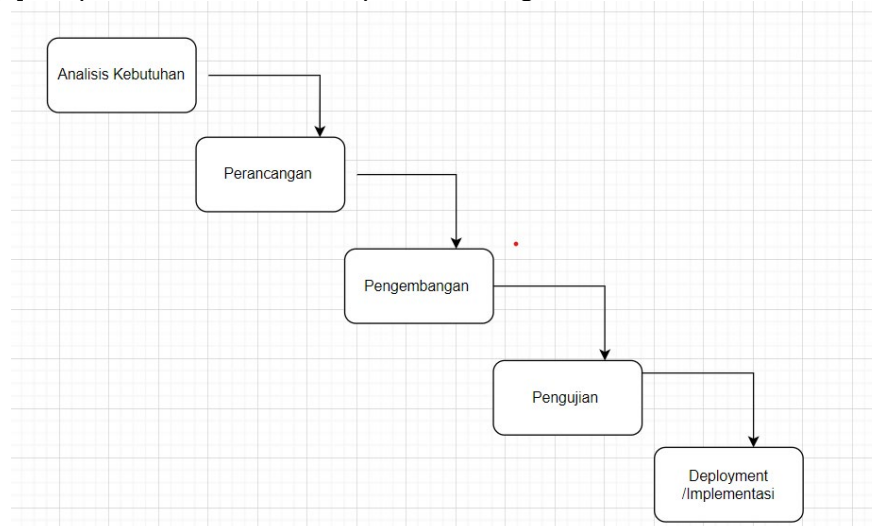 Analisis Kebutuhan
Perancangan
Pengembangan
Pengujian
Deployment
/Implementasi